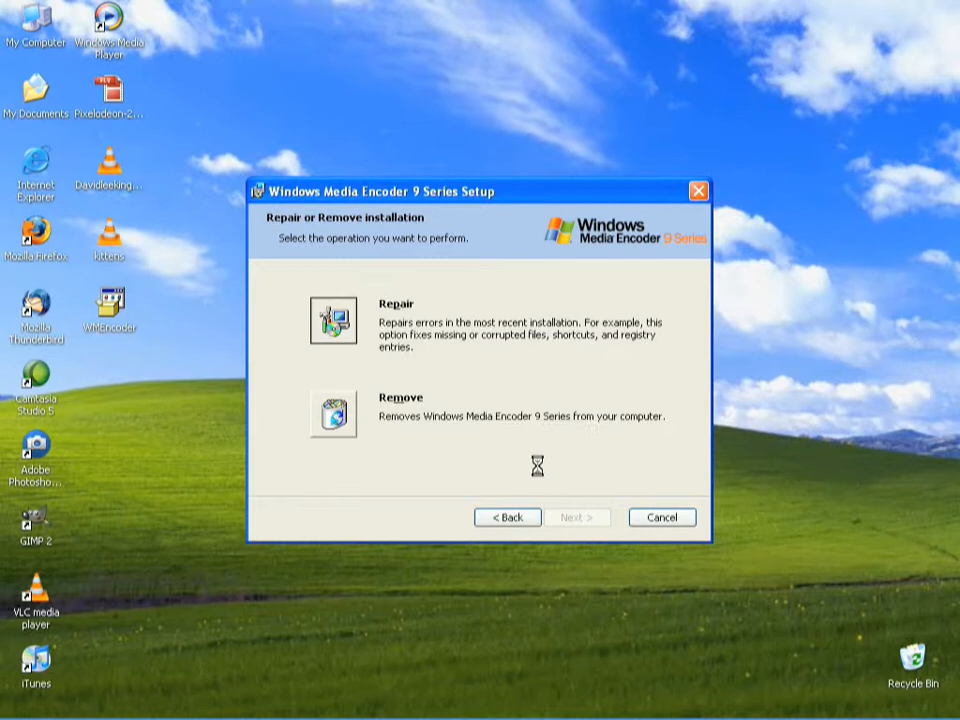 My Computer
Windows Media
Player
My Documents
Pixelodeon-2...
Internet
Explorer
Davidleeking...
Mozilla Firefox
kittens
Mozilla
Thunderbird
WMEncoder
Camtasia
Studio 5
Adobe
Photosho...
GIMP 2
VLC media
player
iTunes
Windows Media Encoder 9 Series Setup
Repair or Remove installation
Select the operation you want to perform.
Windows
Media Encoder 9 Series
Repair
Repairs errors in the most recent installation. For example, this
option fixes missing or corrupted files, shortcuts, and registry
entries.
Remove
Removes Windows Media Encoder 9 Series from your computer.
< Back
Next >
Cancel
Recycle Bin